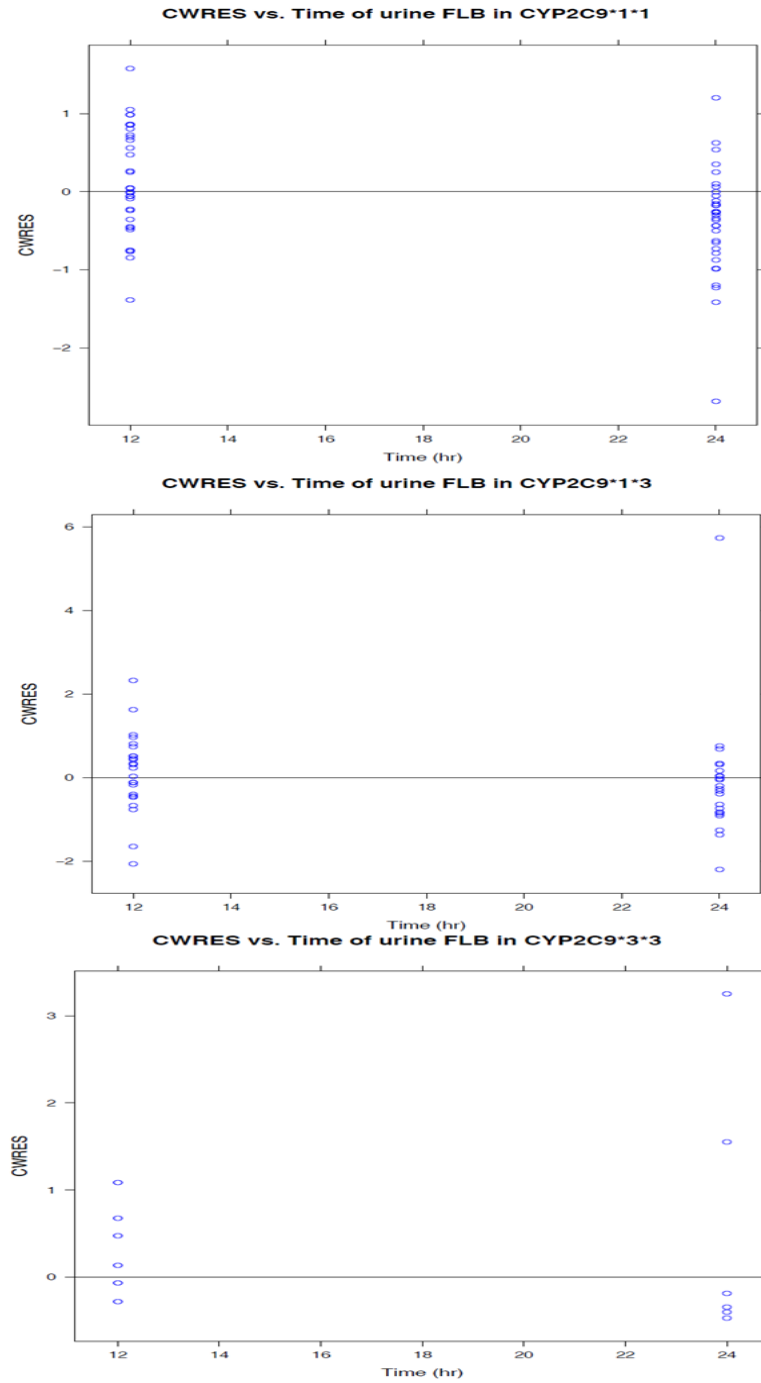 CWRES vs. Time of urine FLB in CYP2C9*1*1
1
0
−1
−2
CWRES
12 14 16 18 20 22 24
Time (hr)
CWRES vs. Time of urine FLB in CYP2C9*1*3
6
4
2
0
−2
CWRES
12 14 16 18 20 22 24
Time (hr)
CWRES vs. Time of urine FLB in CYP2C9*3*3
3
2
1
0
CWRES
12 14 16 18 20 22 24
Time (hr)